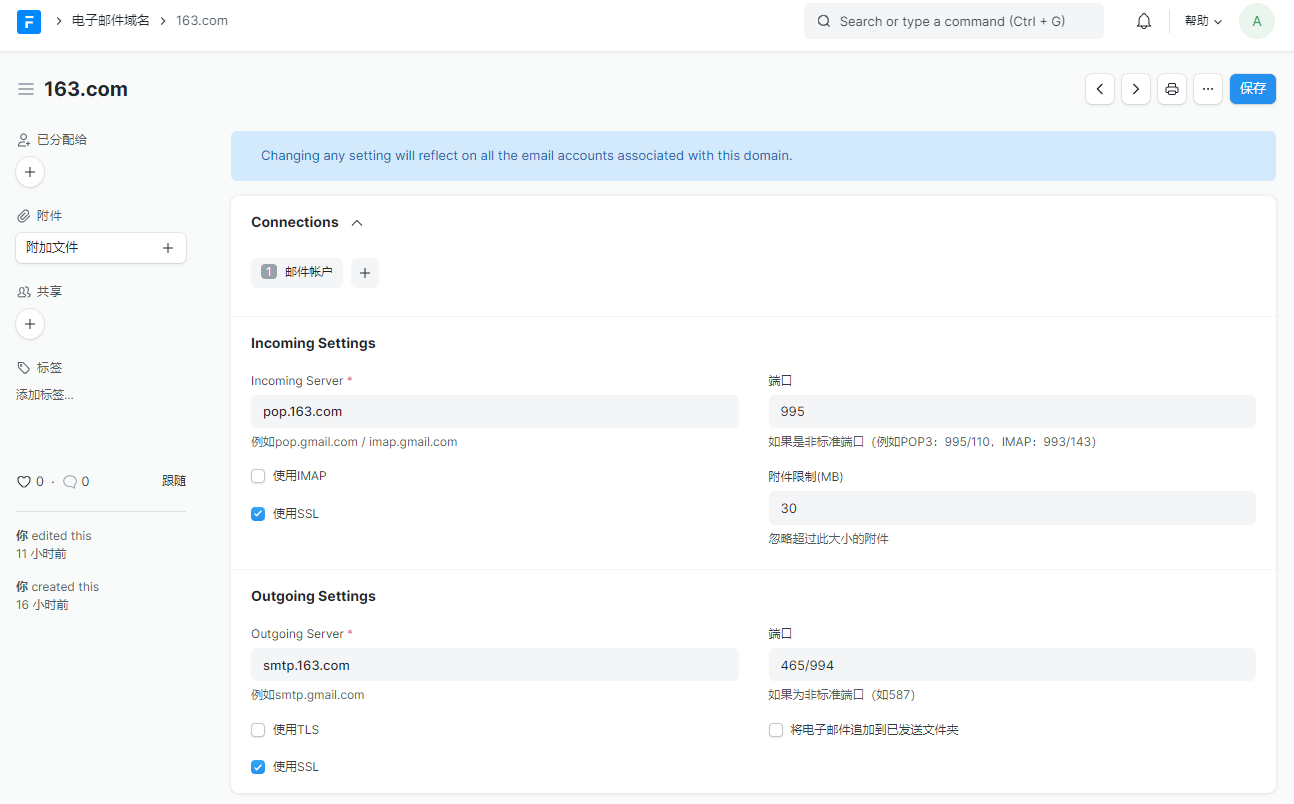 电子邮件域名 163.com
Search or type a command (Ctrl + G)
帮助
A
163.com
保存
已分配给
附件
附加文件
共享
标签
添加标签...
0 · 0 跟随
你 edited this
11 小时前
你 created this
16 小时前
Changing any setting will reflect on all the email accounts associated with this domain.
Connections
1 邮件帐户
Incoming Settings
Incoming Server *
pop.163.com
例如pop.gmail.com / imap.gmail.com
使用IMAP
使用SSL
端口
995
如果是非标准端口（例如POP3：995/110，IMAP：993/143）
附件限制(MB)
30
忽略超过此大小的附件
Outgoing Settings
Outgoing Server *
smtp.163.com
例如smtp.gmail.com
使用TLS
使用SSL
端口
465/994
如果为非标准端口（如587）
将电子邮件追加到已发送文件夹